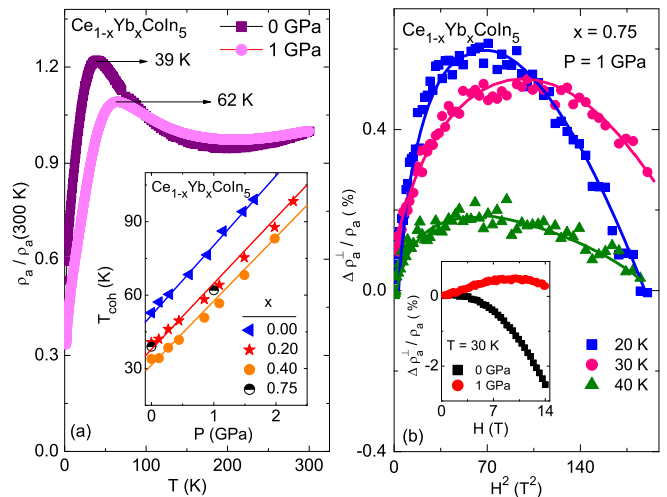 Ce1-xYbxCoIn5
0 GPa
1 GPa
39 K
62 K
1.2
0.9
0.6
0.3
0.0
ρa / ρa(300 K)
0 100 200 300
T (K)
(a)
Ce1-xYbxCoIn5
90
60
30
Tcoh (K)
x
0.00
0.20
0.40
0.75
0 1 2
P (GPa)
Ce1-xYbxCoIn5
x = 0.75
P = 1 GPa
0.4
0.0
-0.4
Δ ρa⊥ / ρa ( %)
20 K
30 K
40 K
0 70 140
H2 (T2)
(b)
0
-2
Δ ρa⊥ / ρa (%)
T = 30 K
0 GPa
1 GPa
0 7 14
H (T)